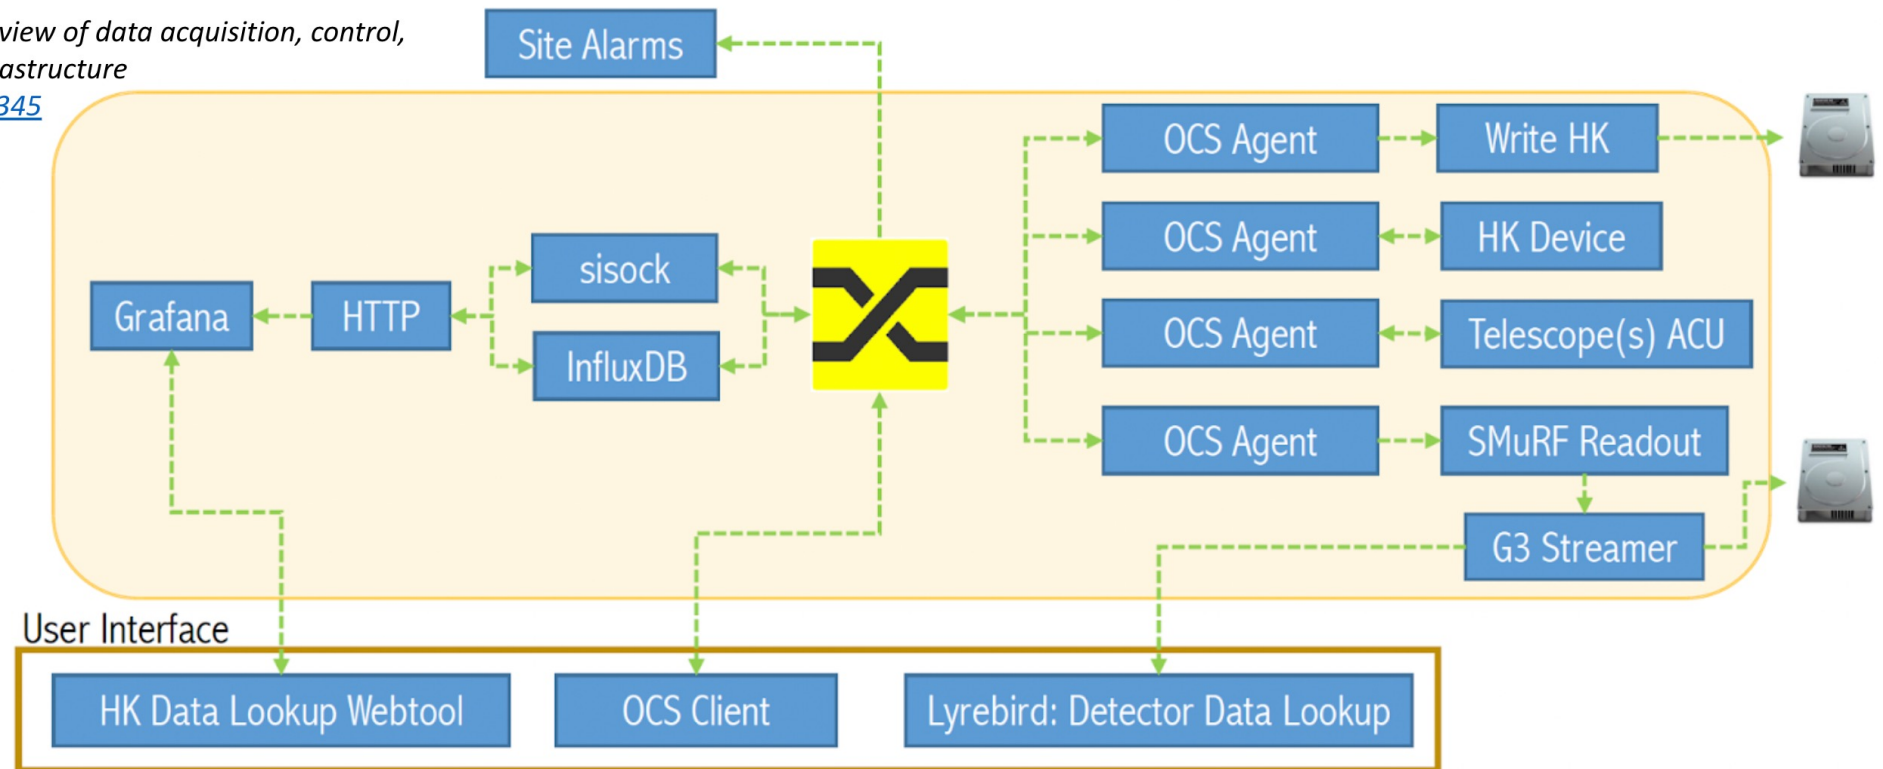 view of data acquisition, control,
astructure
345
Site Alarms
OCS Agent
Write HK
OCS Agent
HK Device
sisock
Grafana
HTTP
OCS Agent
Telescope(s) ACU
InfluxDB
OCS Agent
SMuRF Readout
G3 Streamer
User Interface
HK Data Lookup Webtool
OCS Client
Lyrebird: Detector Data Lookup